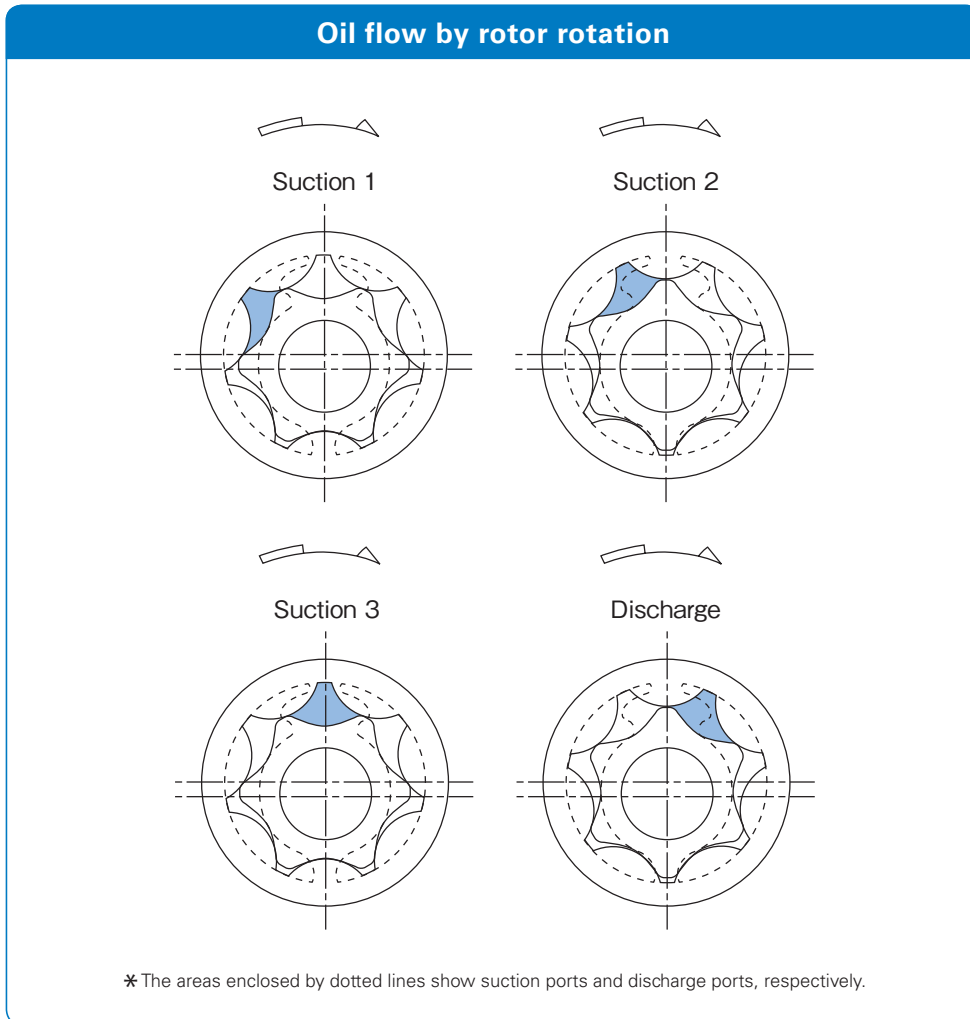 Oil flow by rotor rotation
Suction 1
Suction 2
Suction 3
Discharge
* The areas enclosed by dotted lines show suction ports and discharge ports, respectively.